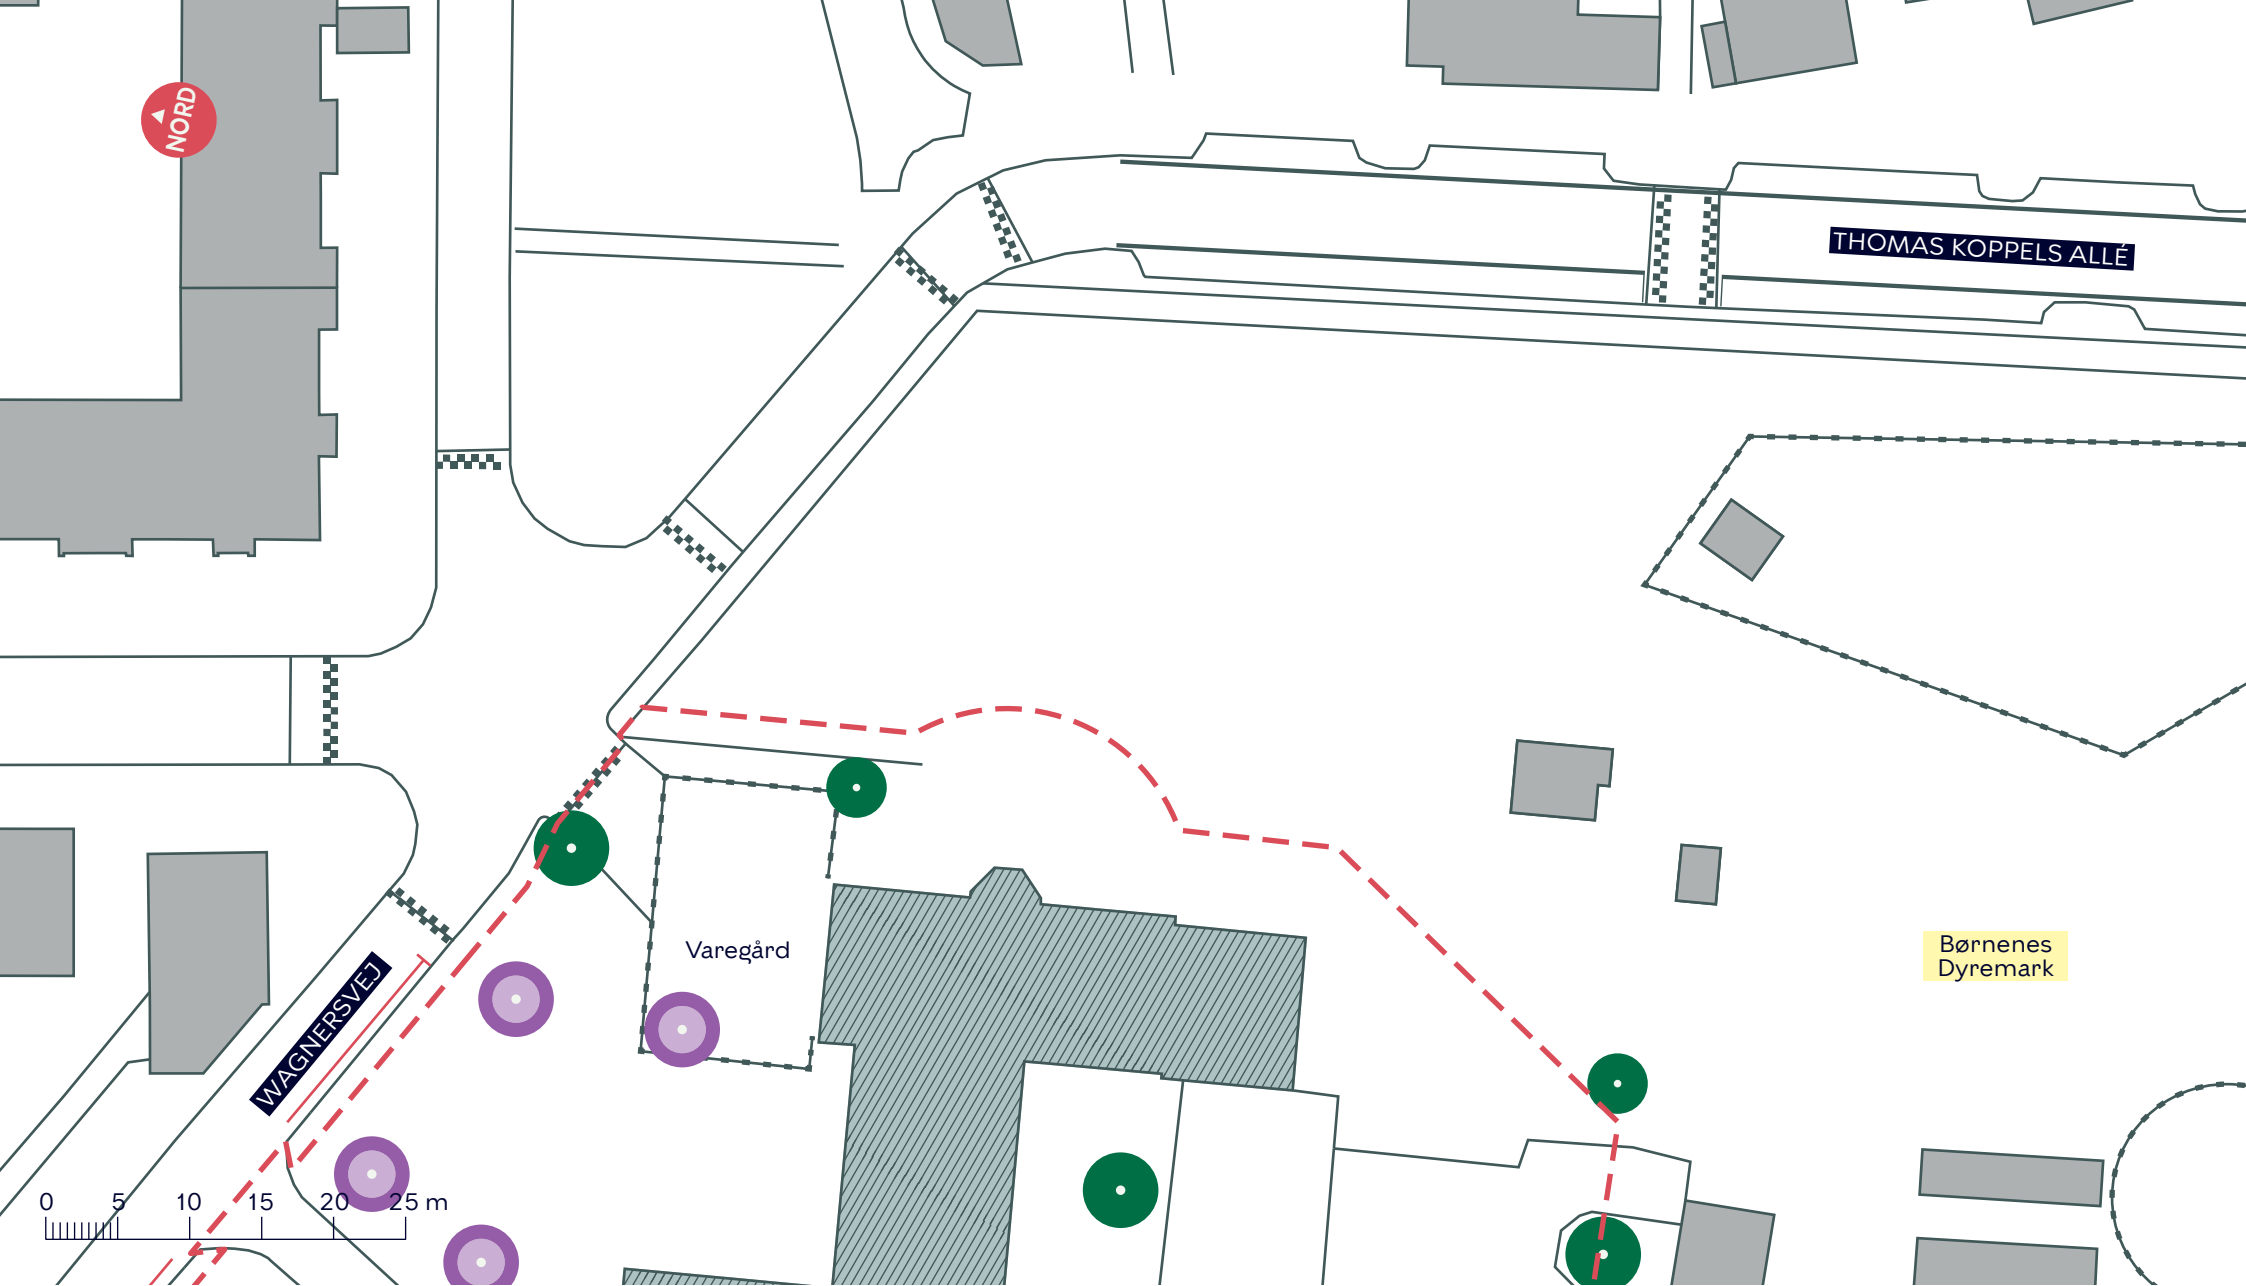 NORD
THOMAS KOPPELS ALLÉ
Varegård
Børnenes
Dyremark
WAGNERSVEJ
0 5 10 15 20 25 m